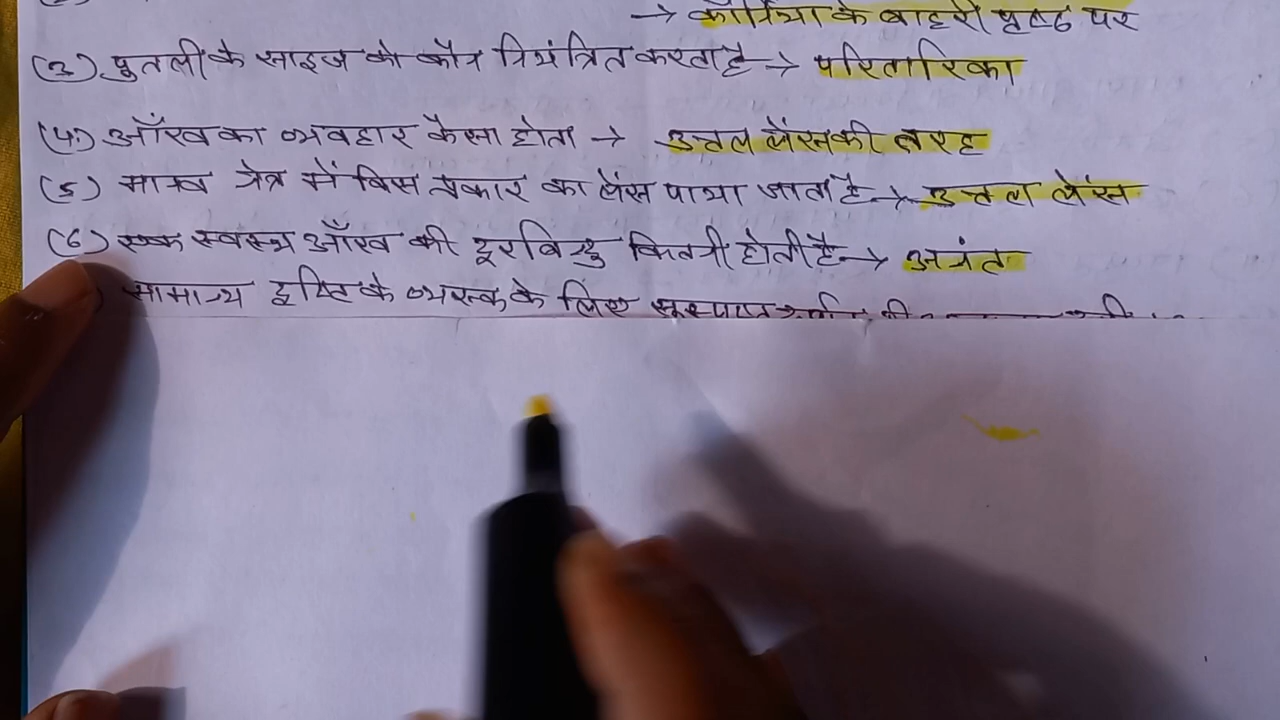 → कॉर्निया के बाहरी पृष्ठ पर
(3) पुतली के साइज को कौन नियंत्रित करता है → परितारिका
(4) आँख का व्यवहार कैसा होता → उत्तल लेंस की तरह
(5) मानव नेत्र में किस प्रकार का लेंस पाया जाता है → उत्तल लेंस
(6) एक स्वस्थ आँख की दूरबिन्दु कितनी होती है → अनंत
सामान्य दृष्टि के व्यस्क के लिए सुस्पष्ट